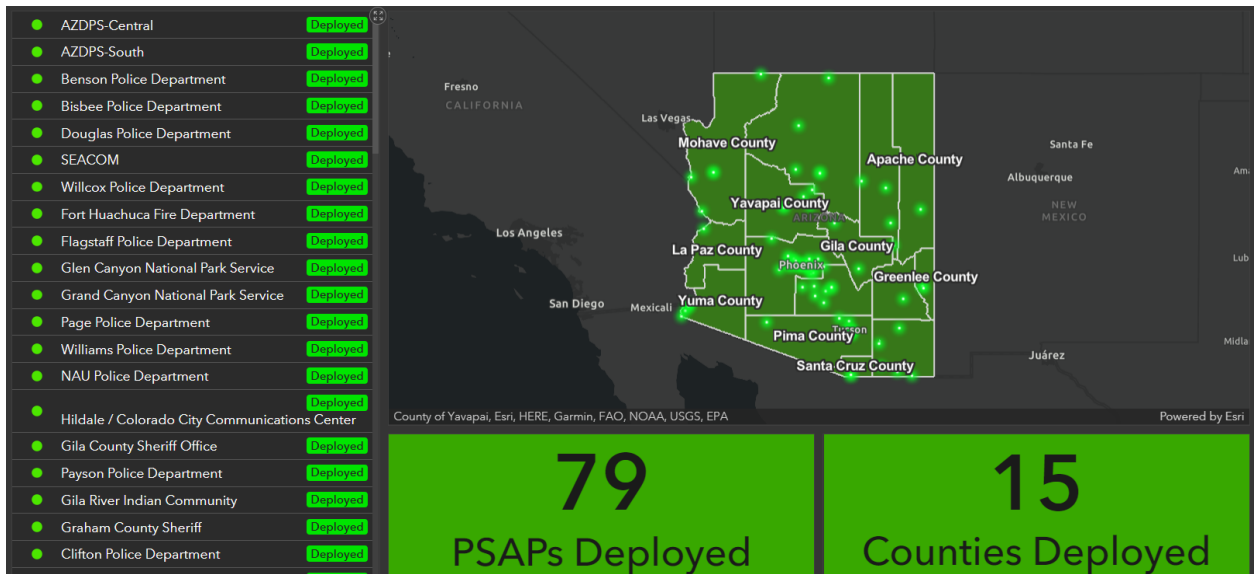 AZDPS-Central Deployed
AZDPS-South Deployed
Benson Police Department Deployed
Bisbee Police Department Deployed
Douglas Police Department Deployed
SEACOM Deployed
Willcox Police Department Deployed
Fort Huachuca Fire Department Deployed
Flagstaff Police Department Deployed
Glen Canyon National Park Service Deployed
Grand Canyon National Park Service Deployed
Page Police Department Deployed
Williams Police Department Deployed
NAU Police Department Deployed
Deployed
Hildale / Colorado City Communications Center
Gila County Sheriff Office Deployed
Payson Police Department Deployed
Gila River Indian Community Deployed
Graham County Sheriff Deployed
Clifton Police Department Deployed
Fresno
CALIFORNIA
Las Vegas
Mohave County
Apache County
Santa Fe
Albuquerque
Am
Yavapai County
ARIZONA
NEW
MEXICO
Los Angeles
La Paz County
Gila County
Phoenix
Greenlee County
Lub
San Diego
Mexicali
Yuma County
Pima County
Tucson
Midla
Juárez
Santa Cruz County
County of Yavapai, Esri, HERE, Garmin, FAO, NOAA, USGS, EPA
Powered by Esri
79
PSAPs Deployed
15
Counties Deployed